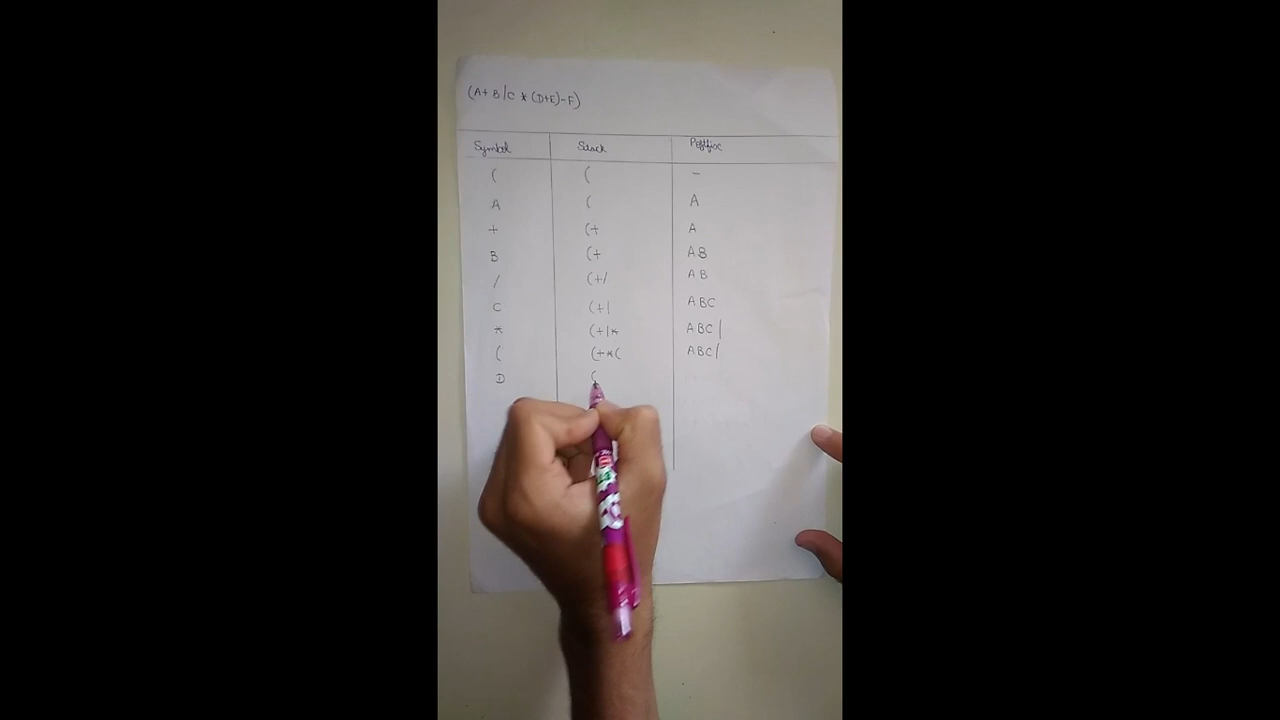 (A+B/C * (D+E)-F)
Symbol Stack Postfix
( ( -
A ( A
+ (+ A
B (+ AB
/ (+/ AB
C (+/ ABC
* (+/* ABC/
( (+*( ABC/
D (